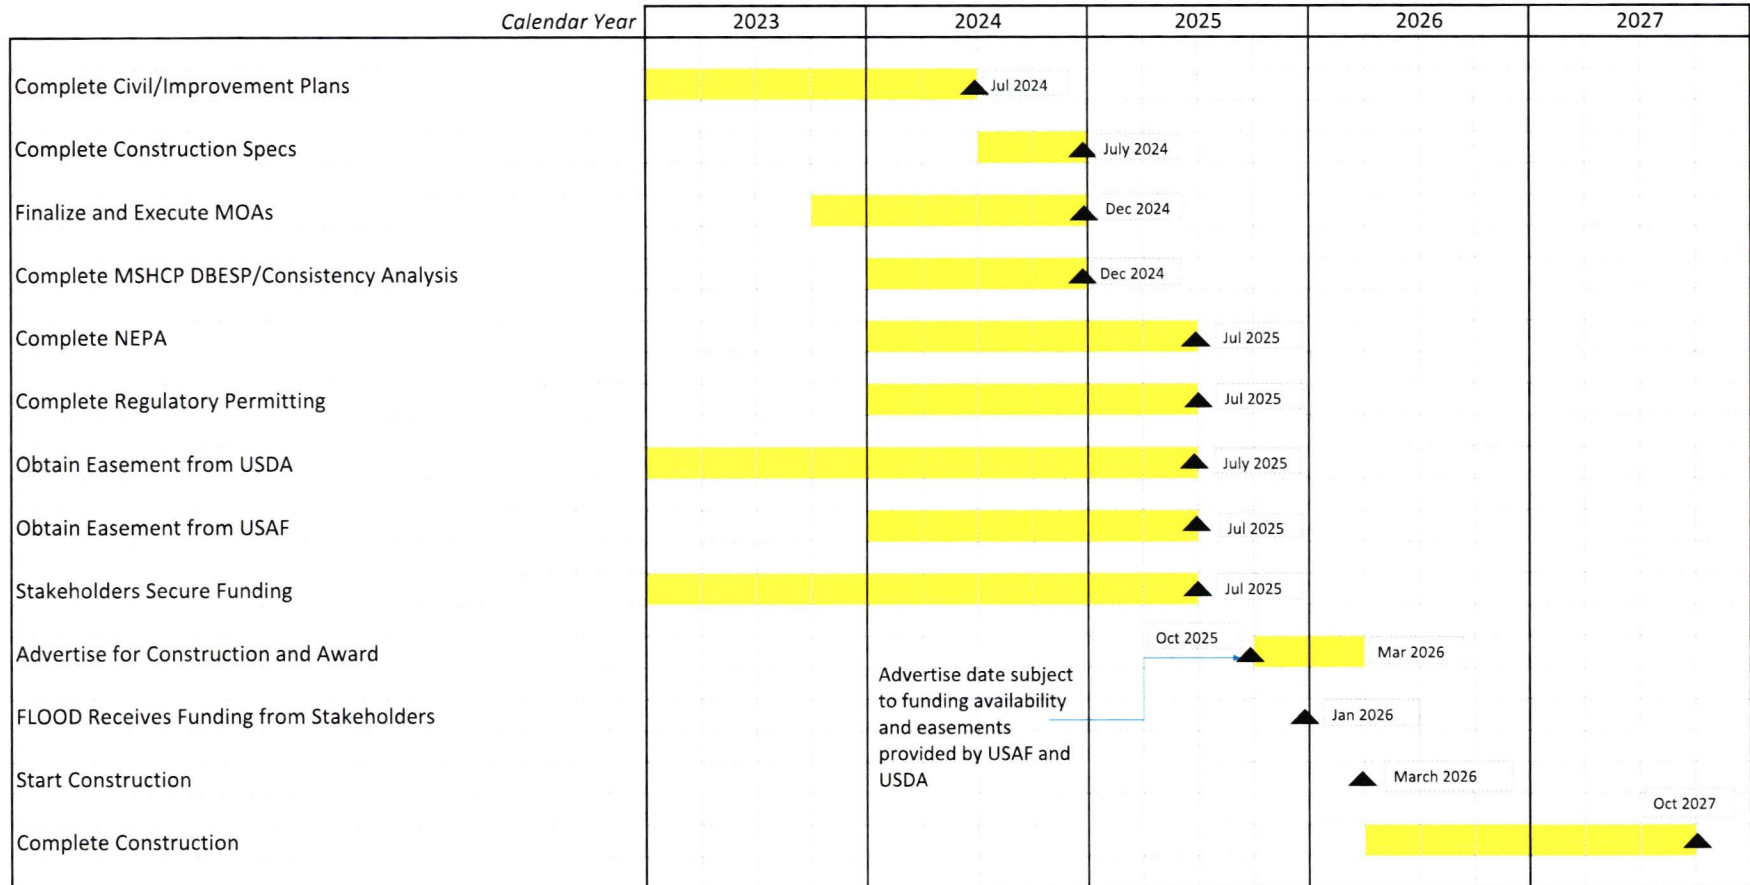 Calendar Year 2023 2024 2025 2026 2027
Complete Civil/Improvement Plans Jul 2024
Complete Construction Specs July 2024
Finalize and Execute MOAs Dec 2024
Complete MSHCP DBESP/Consistency Analysis Dec 2024
Complete NEPA Jul 2025
Complete Regulatory Permitting Jul 2025
Obtain Easement from USDA July 2025
Obtain Easement from USAF Jul 2025
Stakeholders Secure Funding Jul 2025
Advertise for Construction and Award Oct 2025 Mar 2026
Advertise date subject
to funding availability
and easements
provided by USAF and
USDA
FLOOD Receives Funding from Stakeholders Jan 2026
Start Construction March 2026
Complete Construction Oct 2027